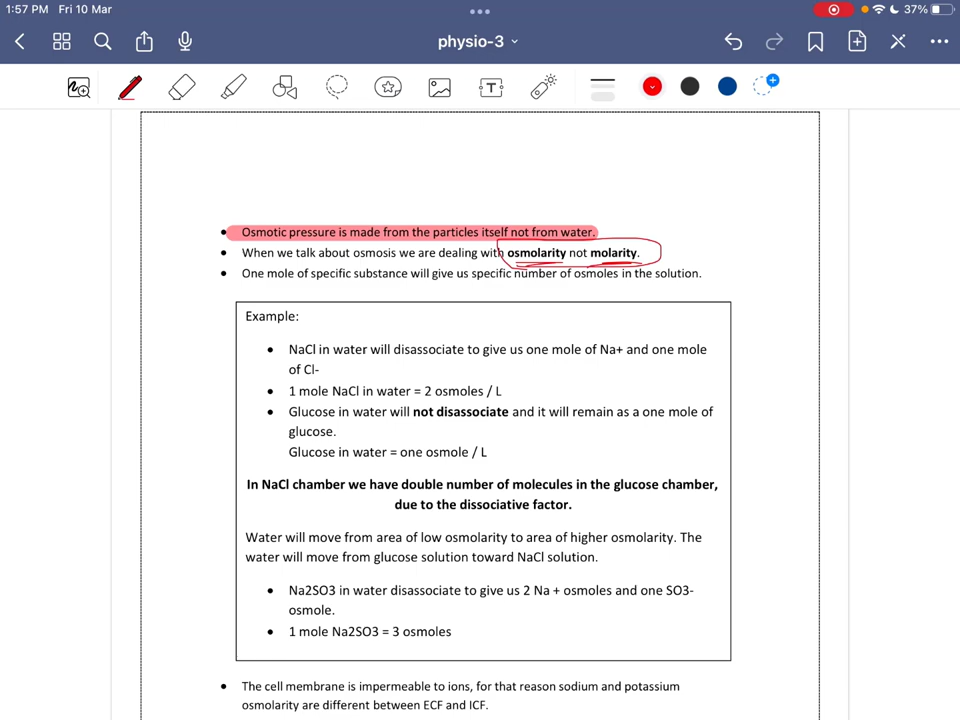 1:57 PM Fri 10 Mar
37%
physio-3
T
• Osmotic pressure is made from the particles itself not from water.
• When we talk about osmosis we are dealing with osmolarity not molarity.
• One mole of specific substance will give us specific number of osmoles in the solution.
Example:
• NaCl in water will disassociate to give us one mole of Na+ and one mole
of Cl-
• 1 mole NaCl in water = 2 osmoles / L
• Glucose in water will not disassociate and it will remain as a one mole of
glucose.
Glucose in water = one osmole / L
In NaCl chamber we have double number of molecules in the glucose chamber,
due to the dissociative factor.
Water will move from area of low osmolarity to area of higher osmolarity. The
water will move from glucose solution toward NaCl solution.
• Na2SO3 in water disassociate to give us 2 Na + osmoles and one SO3-
osmole.
• 1 mole Na2SO3 = 3 osmoles
• The cell membrane is impermeable to ions, for that reason sodium and potassium
osmolarity are different between ECF and ICF.